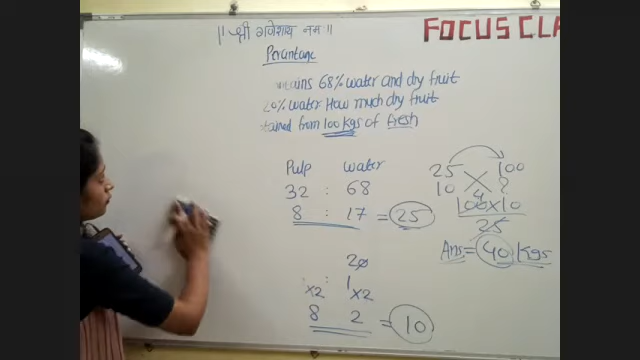 ।। श्री गणेशाय नमः ।।
FOCUS CLA
Percentage
ains 68% water and dry fruit
20% water. How much dry fruit
tained from 100 Kgs of fresh
Pulp water
32 : 68
8 : 17 = 25
20
: 1
×2 ×2
8 2 = 10
25 100
10 ?
4
100×10
25
Ans = 40 Kgs